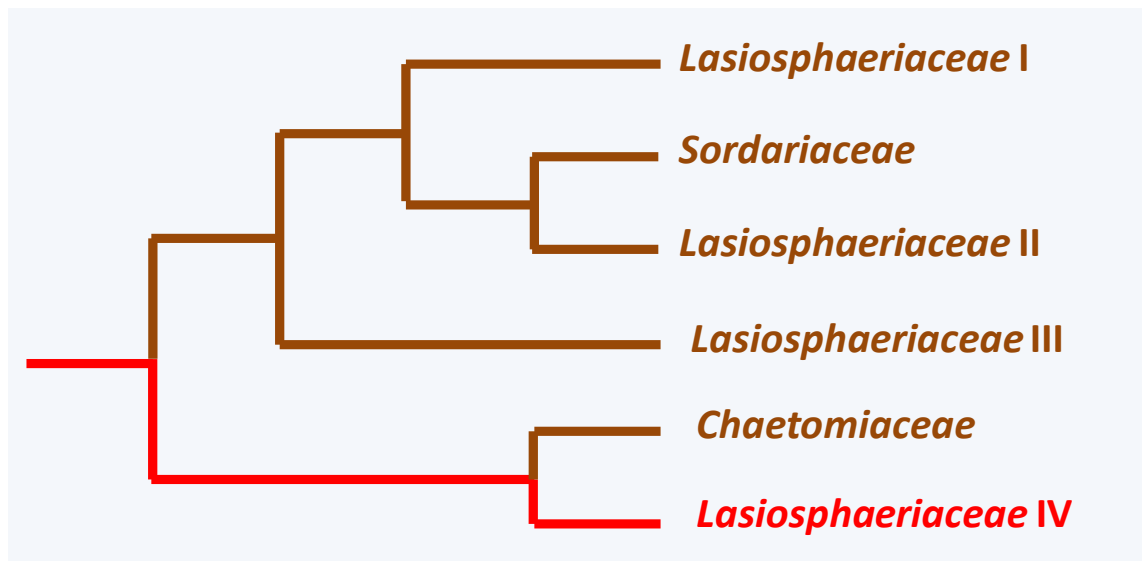 Lasiosphaeriaceae I
Sordariaceae
Lasiosphaeriaceae II
Lasiosphaeriaceae III
Chaetomiaceae
Lasiosphaeriaceae IV